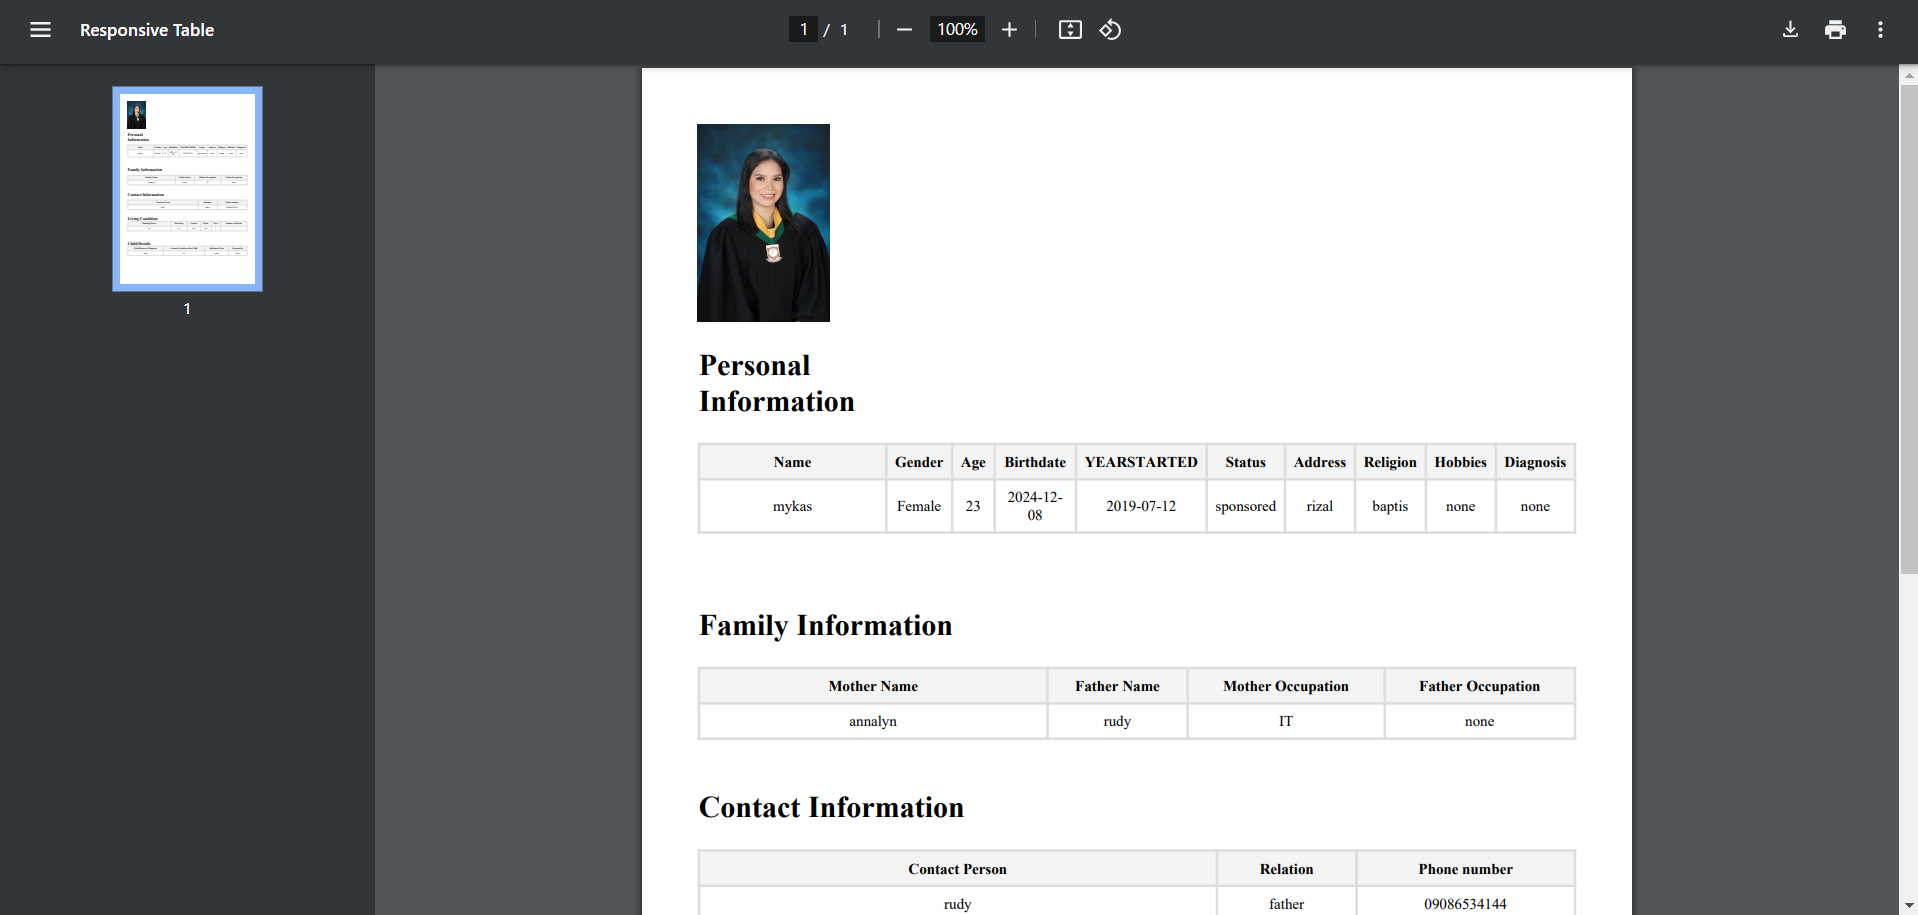 Responsive Table
1 / 1
100%
1
Personal
Information
Name Gender Age Birthdate YEARSTARTED Status Address Religion Hobbies Diagnosis
mykas Female 23 2024-12-08 2019-07-12 sponsored rizal baptis none none
Family Information
Mother Name Father Name Mother Occupation Father Occupation
annalyn rudy IT none
Contact Information
Contact Person Relation Phone number
rudy father 09086534144